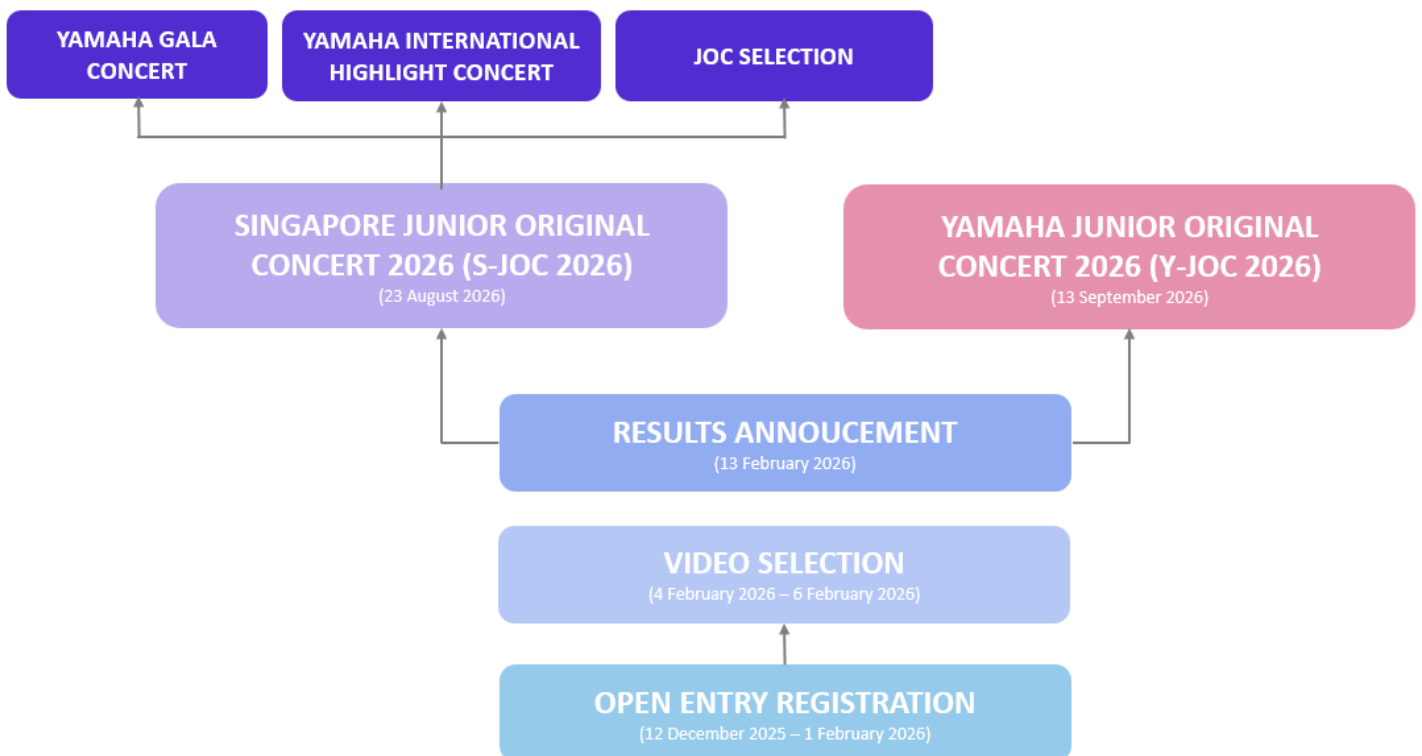 YAMAHA GALA
CONCERT
YAMAHA INTERNATIONAL
HIGHLIGHT CONCERT
JOC SELECTION
SINGAPORE JUNIOR ORIGINAL
CONCERT 2026 (S-JOC 2026)
(23 August 2026)
YAMAHA JUNIOR ORIGINAL
CONCERT 2026 (Y-JOC 2026)
(13 September 2026)
RESULTS ANNOUCEMENT
(13 February 2026)
VIDEO SELECTION
(4 February 2026 – 6 February 2026)
OPEN ENTRY REGISTRATION
(12 December 2025 – 1 February 2026)